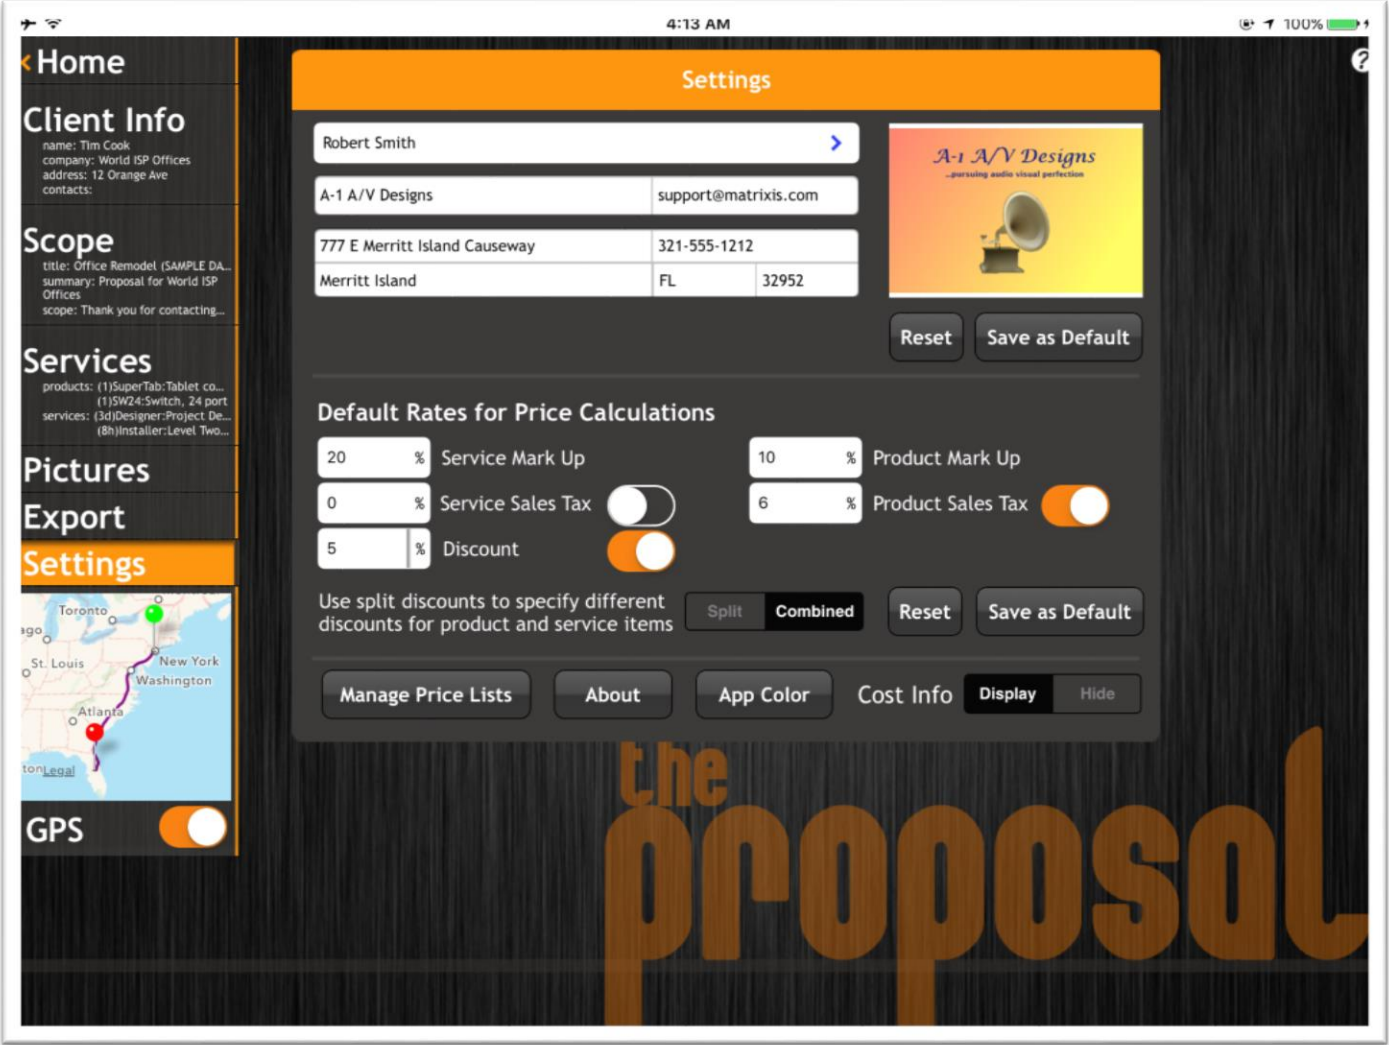 4:13 AM
100%
Home
Client Info
name: Tim Cook
company: World ISP Offices
address: 12 Orange Ave
contacts:
Scope
title: Office Remodel (SAMPLE DA...
summary: Proposal for World ISP
Offices
scope: Thank you for contacting...
Services
products: (1)SuperTab:Tablet co...
(1)SW24:Switch, 24 port
services: (3d)Designer:Project De...
(8h)Installer:Level Two...
Pictures
Export
Settings
Toronto
ago
St. Louis
New York
Washington
Atlanta
ton
Legal
GPS
Settings
?
Robert Smith
A-1 A/V Designs
support@matrixis.com
777 E Merritt Island Causeway
321-555-1212
Merritt Island
FL
32952
A-1 A/V Designs
...pursuing audio visual perfection
Reset
Save as Default
Default Rates for Price Calculations
20 % Service Mark Up
10 % Product Mark Up
0 % Service Sales Tax
6 % Product Sales Tax
5 % Discount
Use split discounts to specify different
discounts for product and service items
Split
Combined
Reset
Save as Default
Manage Price Lists
About
App Color
Cost Info
Display
Hide
the
proposal